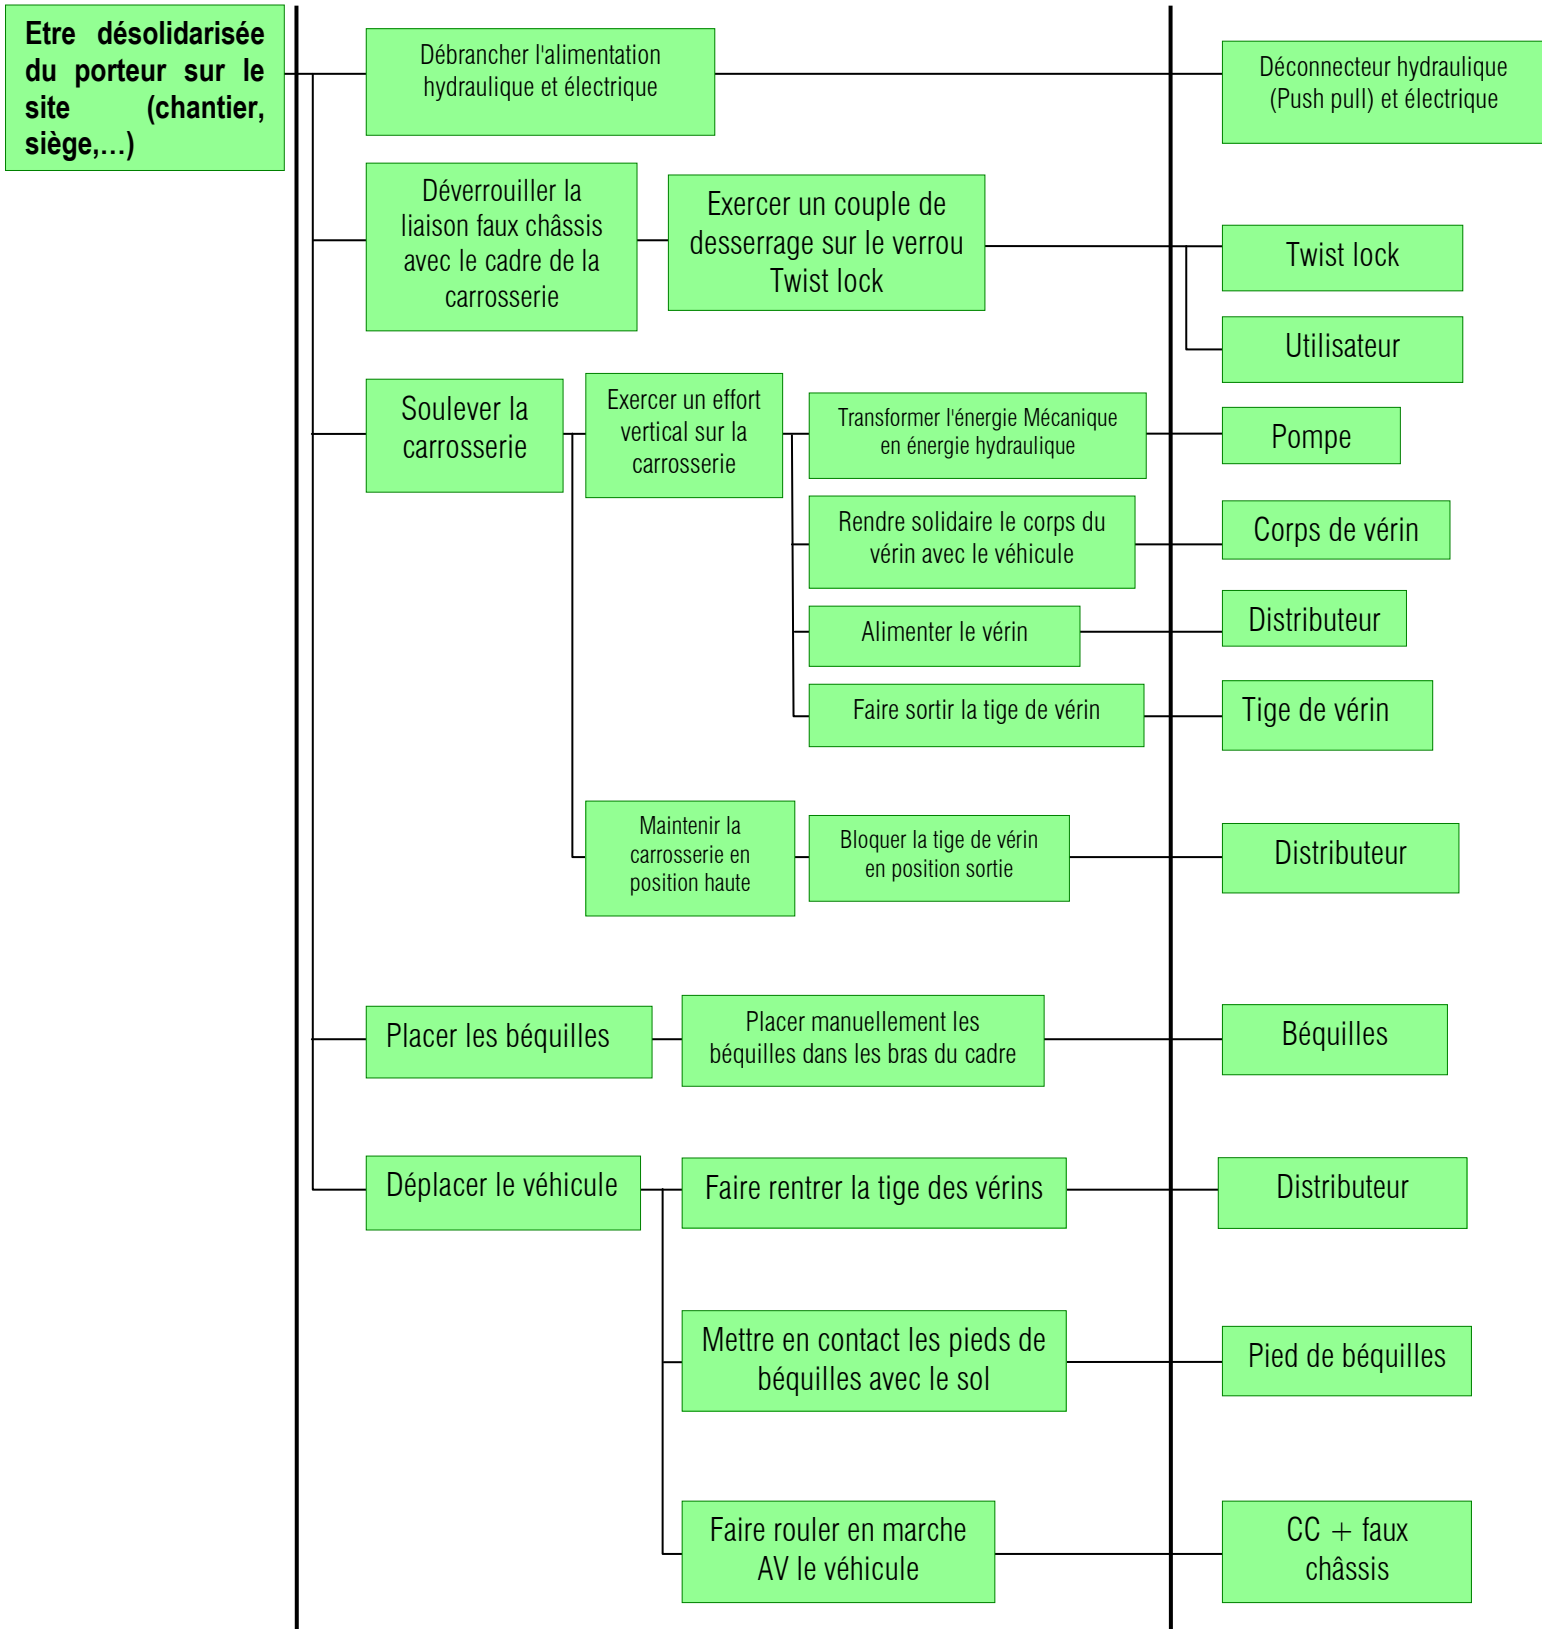 Etre désolidarisée
du porteur sur le
site (chantier,
siège,...)
Débrancher l'alimentation
hydraulique et électrique
Déconnecteur hydraulique
(Push pull) et électrique
Déverrouiller la
liaison faux châssis
avec le cadre de la
carrosserie
Exercer un couple de
desserrage sur le verrou
Twist lock
Twist lock
Utilisateur
Soulever la
carrosserie
Exercer un effort
vertical sur la
carrosserie
Transformer l'énergie Mécanique
en énergie hydraulique
Pompe
Rendre solidaire le corps du
vérin avec le véhicule
Corps de vérin
Alimenter le vérin
Distributeur
Faire sortir la tige de vérin
Tige de vérin
Maintenir la
carrosserie en
position haute
Bloquer la tige de vérin
en position sortie
Distributeur
Placer les béquilles
Placer manuellement les
béquilles dans les bras du cadre
Béquilles
Déplacer le véhicule
Faire rentrer la tige des vérins
Distributeur
Mettre en contact les pieds de
béquilles avec le sol
Pied de béquilles
Faire rouler en marche
AV le véhicule
CC + faux
châssis